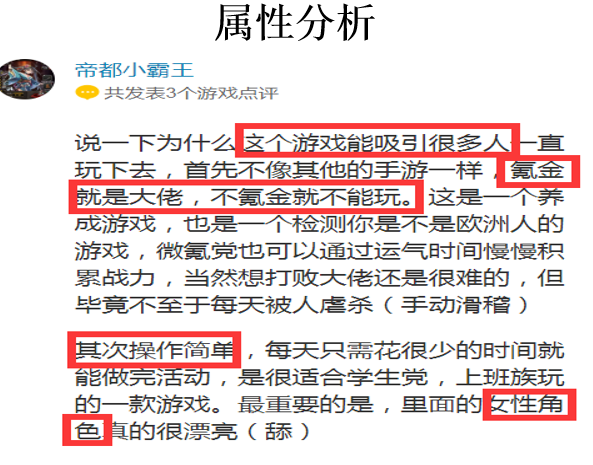 属性分析
帝都小霸王
共发表3个游戏点评
说一下为什么这个游戏能吸引很多人一直
玩下去，首先不像其他的手游一样，氪金
就是大佬，不氪金就不能玩。这是一个养
成游戏，也是一个检测你是不是欧洲人的
游戏，微氪党也可以通过运气时间慢慢积
累战力，当然想打败大佬还是很难的，但
毕竟不至于每天被人虐杀（手动滑稽）
其次操作简单，每天只需花很少的时间就
能做完活动，是很适合学生党，上班族玩
的一款游戏。最重要的是，里面的女性角
色真的很漂亮（舔）